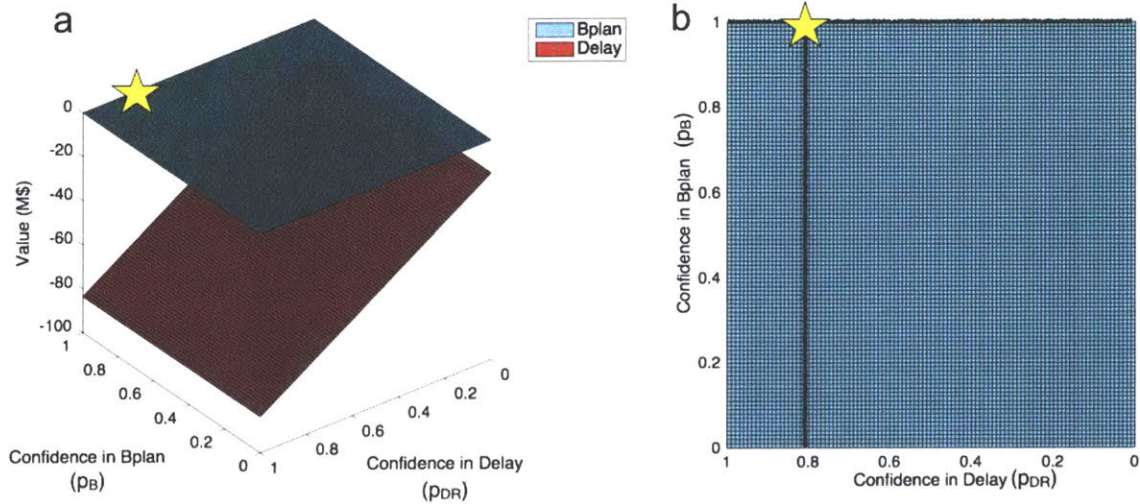 a
Bplan
Delay
0
-20
-40
-60
-80
-100
Value (M$)
1
0.8
0.6
0.4
0.2
0
Confidence in Bplan
(pB)
1
0.8
0.6
0.4
0.2
0
Confidence in Delay
(pDR)
b
1
0.8
0.6
0.4
0.2
0
Confidence in Bplan (pB)
1
0.8
0.6
0.4
0.2
0
Confidence in Delay (pDR)